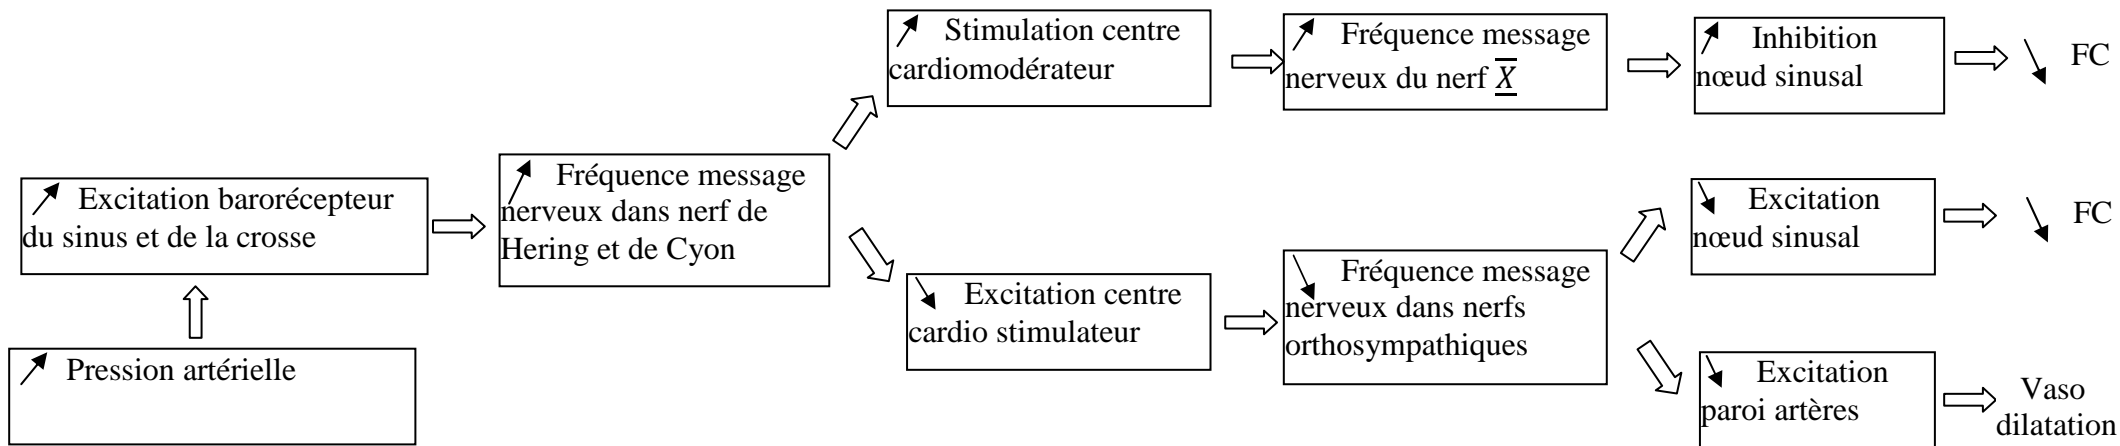 Pression artérielle
Excitation barorécepteur
du sinus et de la crosse
Fréquence message
nerveux dans nerf de
Hering et de Cyon
Stimulation centre
cardiomodérateur
Fréquence message
nerveux du nerf X
Inhibition
nœud sinusal
FC
Excitation centre
cardio stimulateur
Fréquence message
nerveux dans nerfs
orthosympathiques
Excitation
nœud sinusal
FC
Excitation
paroi artères
Vaso
dilatation